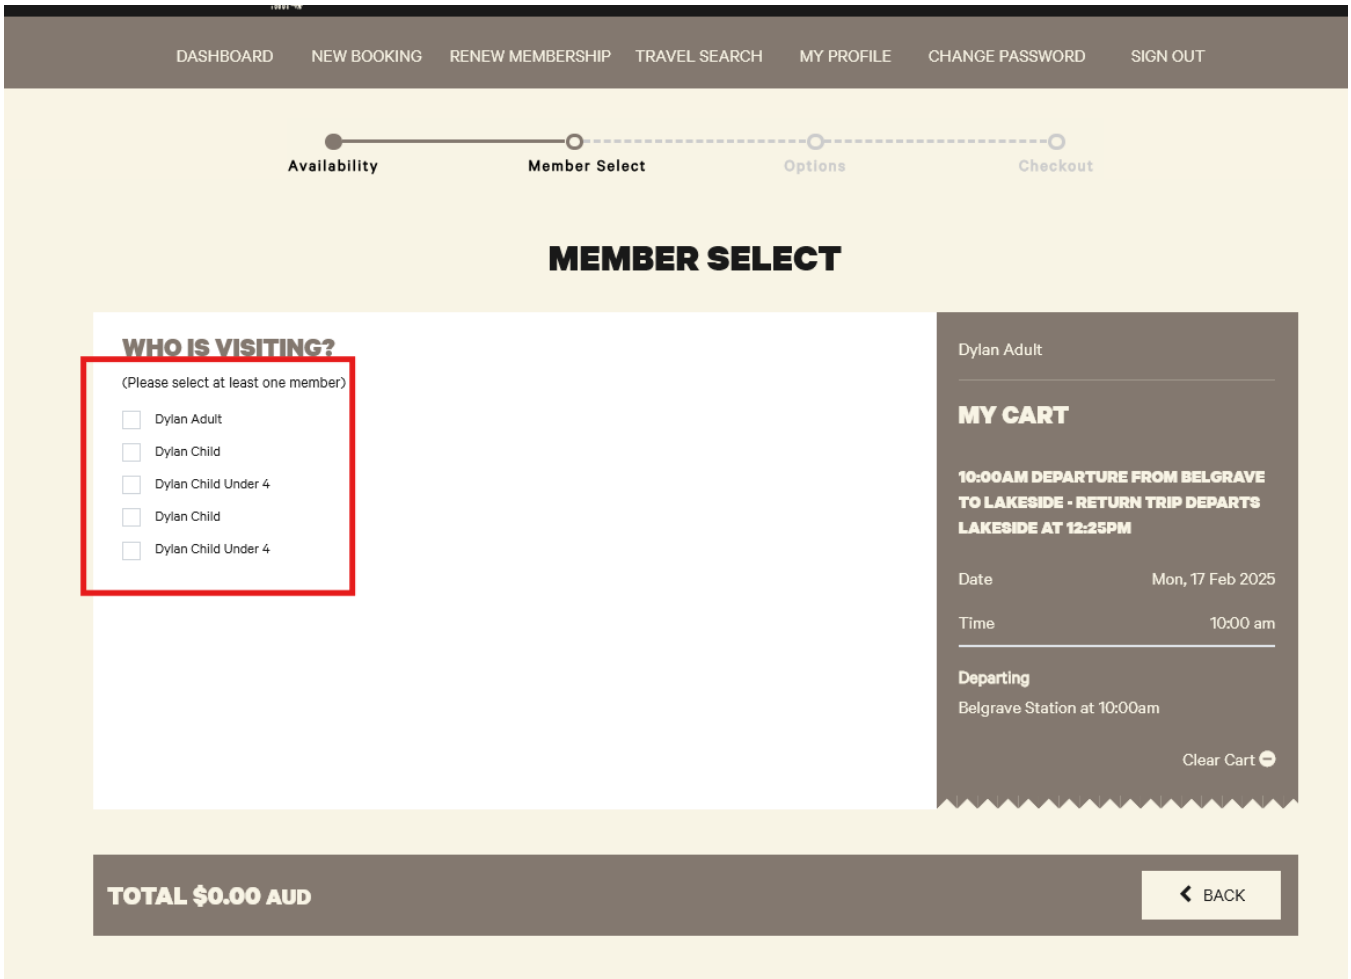 DASHBOARD NEW BOOKING RENEW MEMBERSHIP TRAVEL SEARCH MY PROFILE CHANGE PASSWORD SIGN OUT
Availability Member Select Options Checkout
MEMBER SELECT
WHO IS VISITING?
(Please select at least one member)
Dylan Adult
Dylan Child
Dylan Child Under 4
Dylan Child
Dylan Child Under 4
Dylan Adult
MY CART
10:00AM DEPARTURE FROM BELGRAVE
TO LAKESIDE - RETURN TRIP DEPARTS
LAKESIDE AT 12:25PM
Date Mon, 17 Feb 2025
Time 10:00 am
Departing
Belgrave Station at 10:00am
Clear Cart
TOTAL $0.00 AUD
BACK